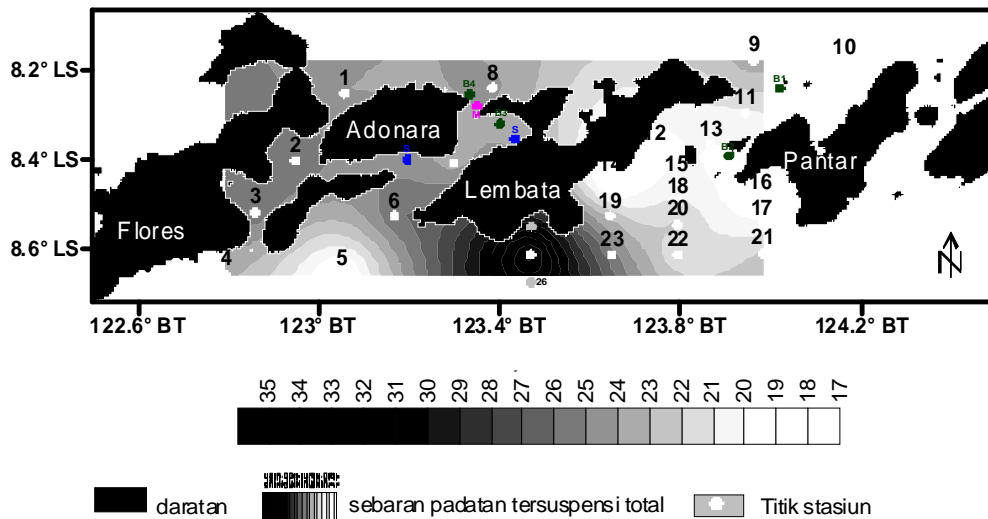 8.2° LS
8.4° LS
8.6° LS
9
10
1
B4
8
M
B3
B1
11
S
2
13
B2
Adonara
B
14
15
16
Pantar
18
3
6
Lembata
19
20
17
Flores
4
5
23
22
21
26
N
122.6° BT
123° BT
123.4° BT
123.8° BT
124.2° BT
35 34 33 32 31 30 29 28 27 26 25 24 23 22 21 20 19 18 17
daratan
sebaran padatan tersuspensi total
Titik stasiun